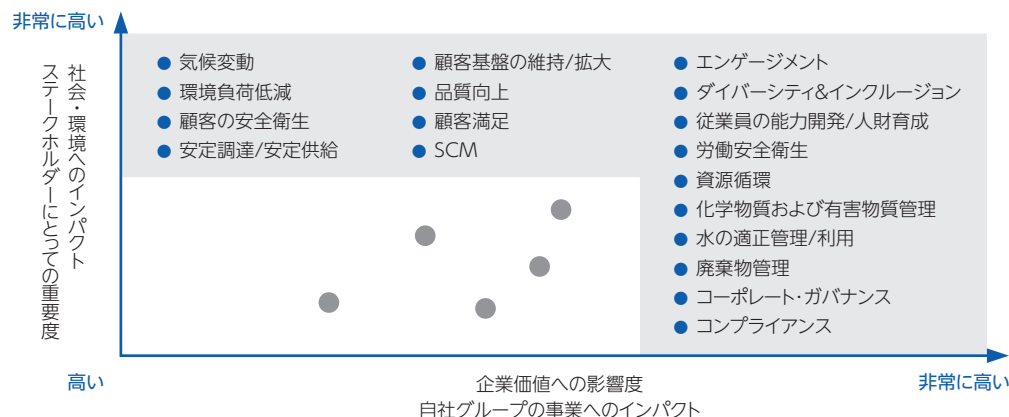 非常に高い
社会・環境へのインパクト
ステークホルダーにとっての重要度
気候変動
環境負荷低減
顧客の安全衛生
安定調達/安定供給
顧客基盤の維持/拡大
品質向上
顧客満足
SCM
エンゲージメント
ダイバーシティ&インクルージョン
従業員の能力開発/人財育成
労働安全衛生
資源循環
化学物質および有害物質管理
水の適正管理/利用
廃棄物管理
コーポレート・ガバナンス
コンプライアンス
高い
企業価値への影響度
自社グループの事業へのインパクト
非常に高い